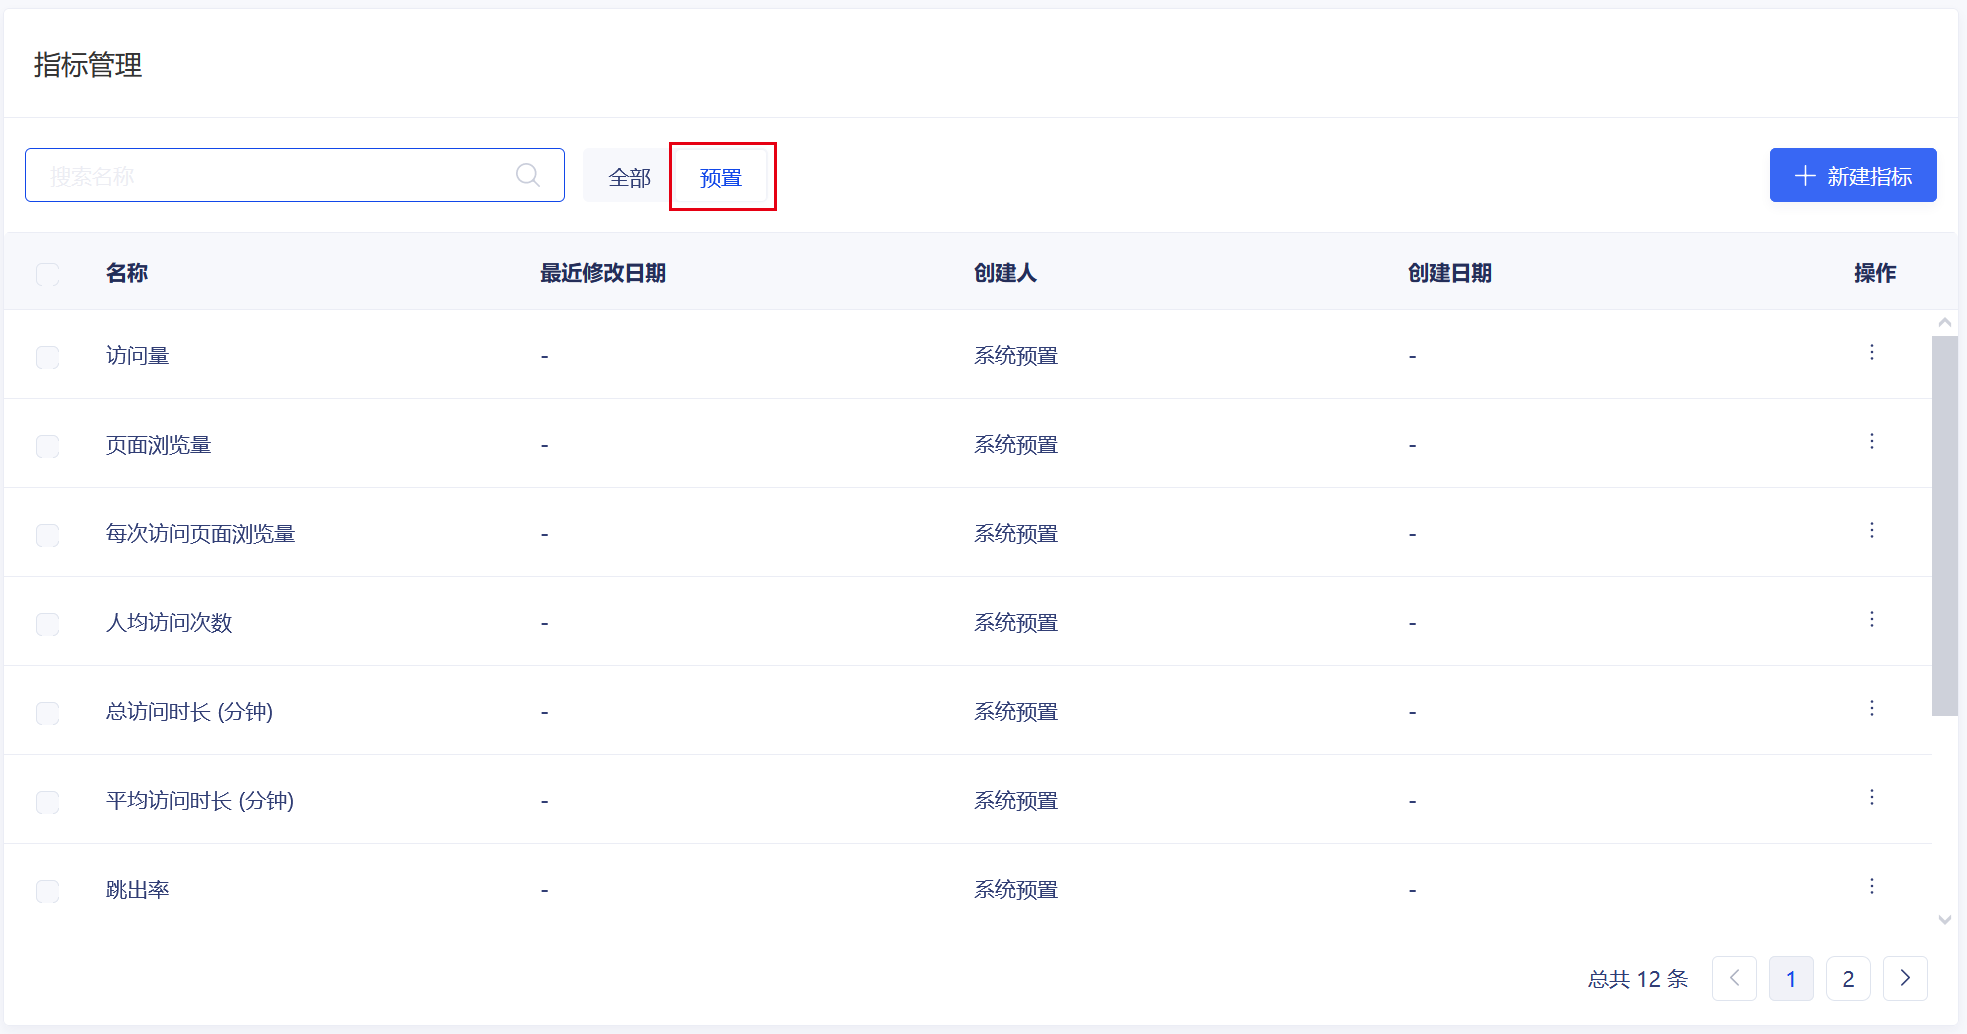 指标管理
搜索名称 全部 预置 新建指标
名称 最近修改日期 创建人 创建日期 操作
访问量 - 系统预置 -
页面浏览量 - 系统预置 -
每次访问页面浏览量 - 系统预置 -
人均访问次数 - 系统预置 -
总访问时长 (分钟) - 系统预置 -
平均访问时长 (分钟) - 系统预置 -
跳出率 - 系统预置 -
总共 12 条 1 2